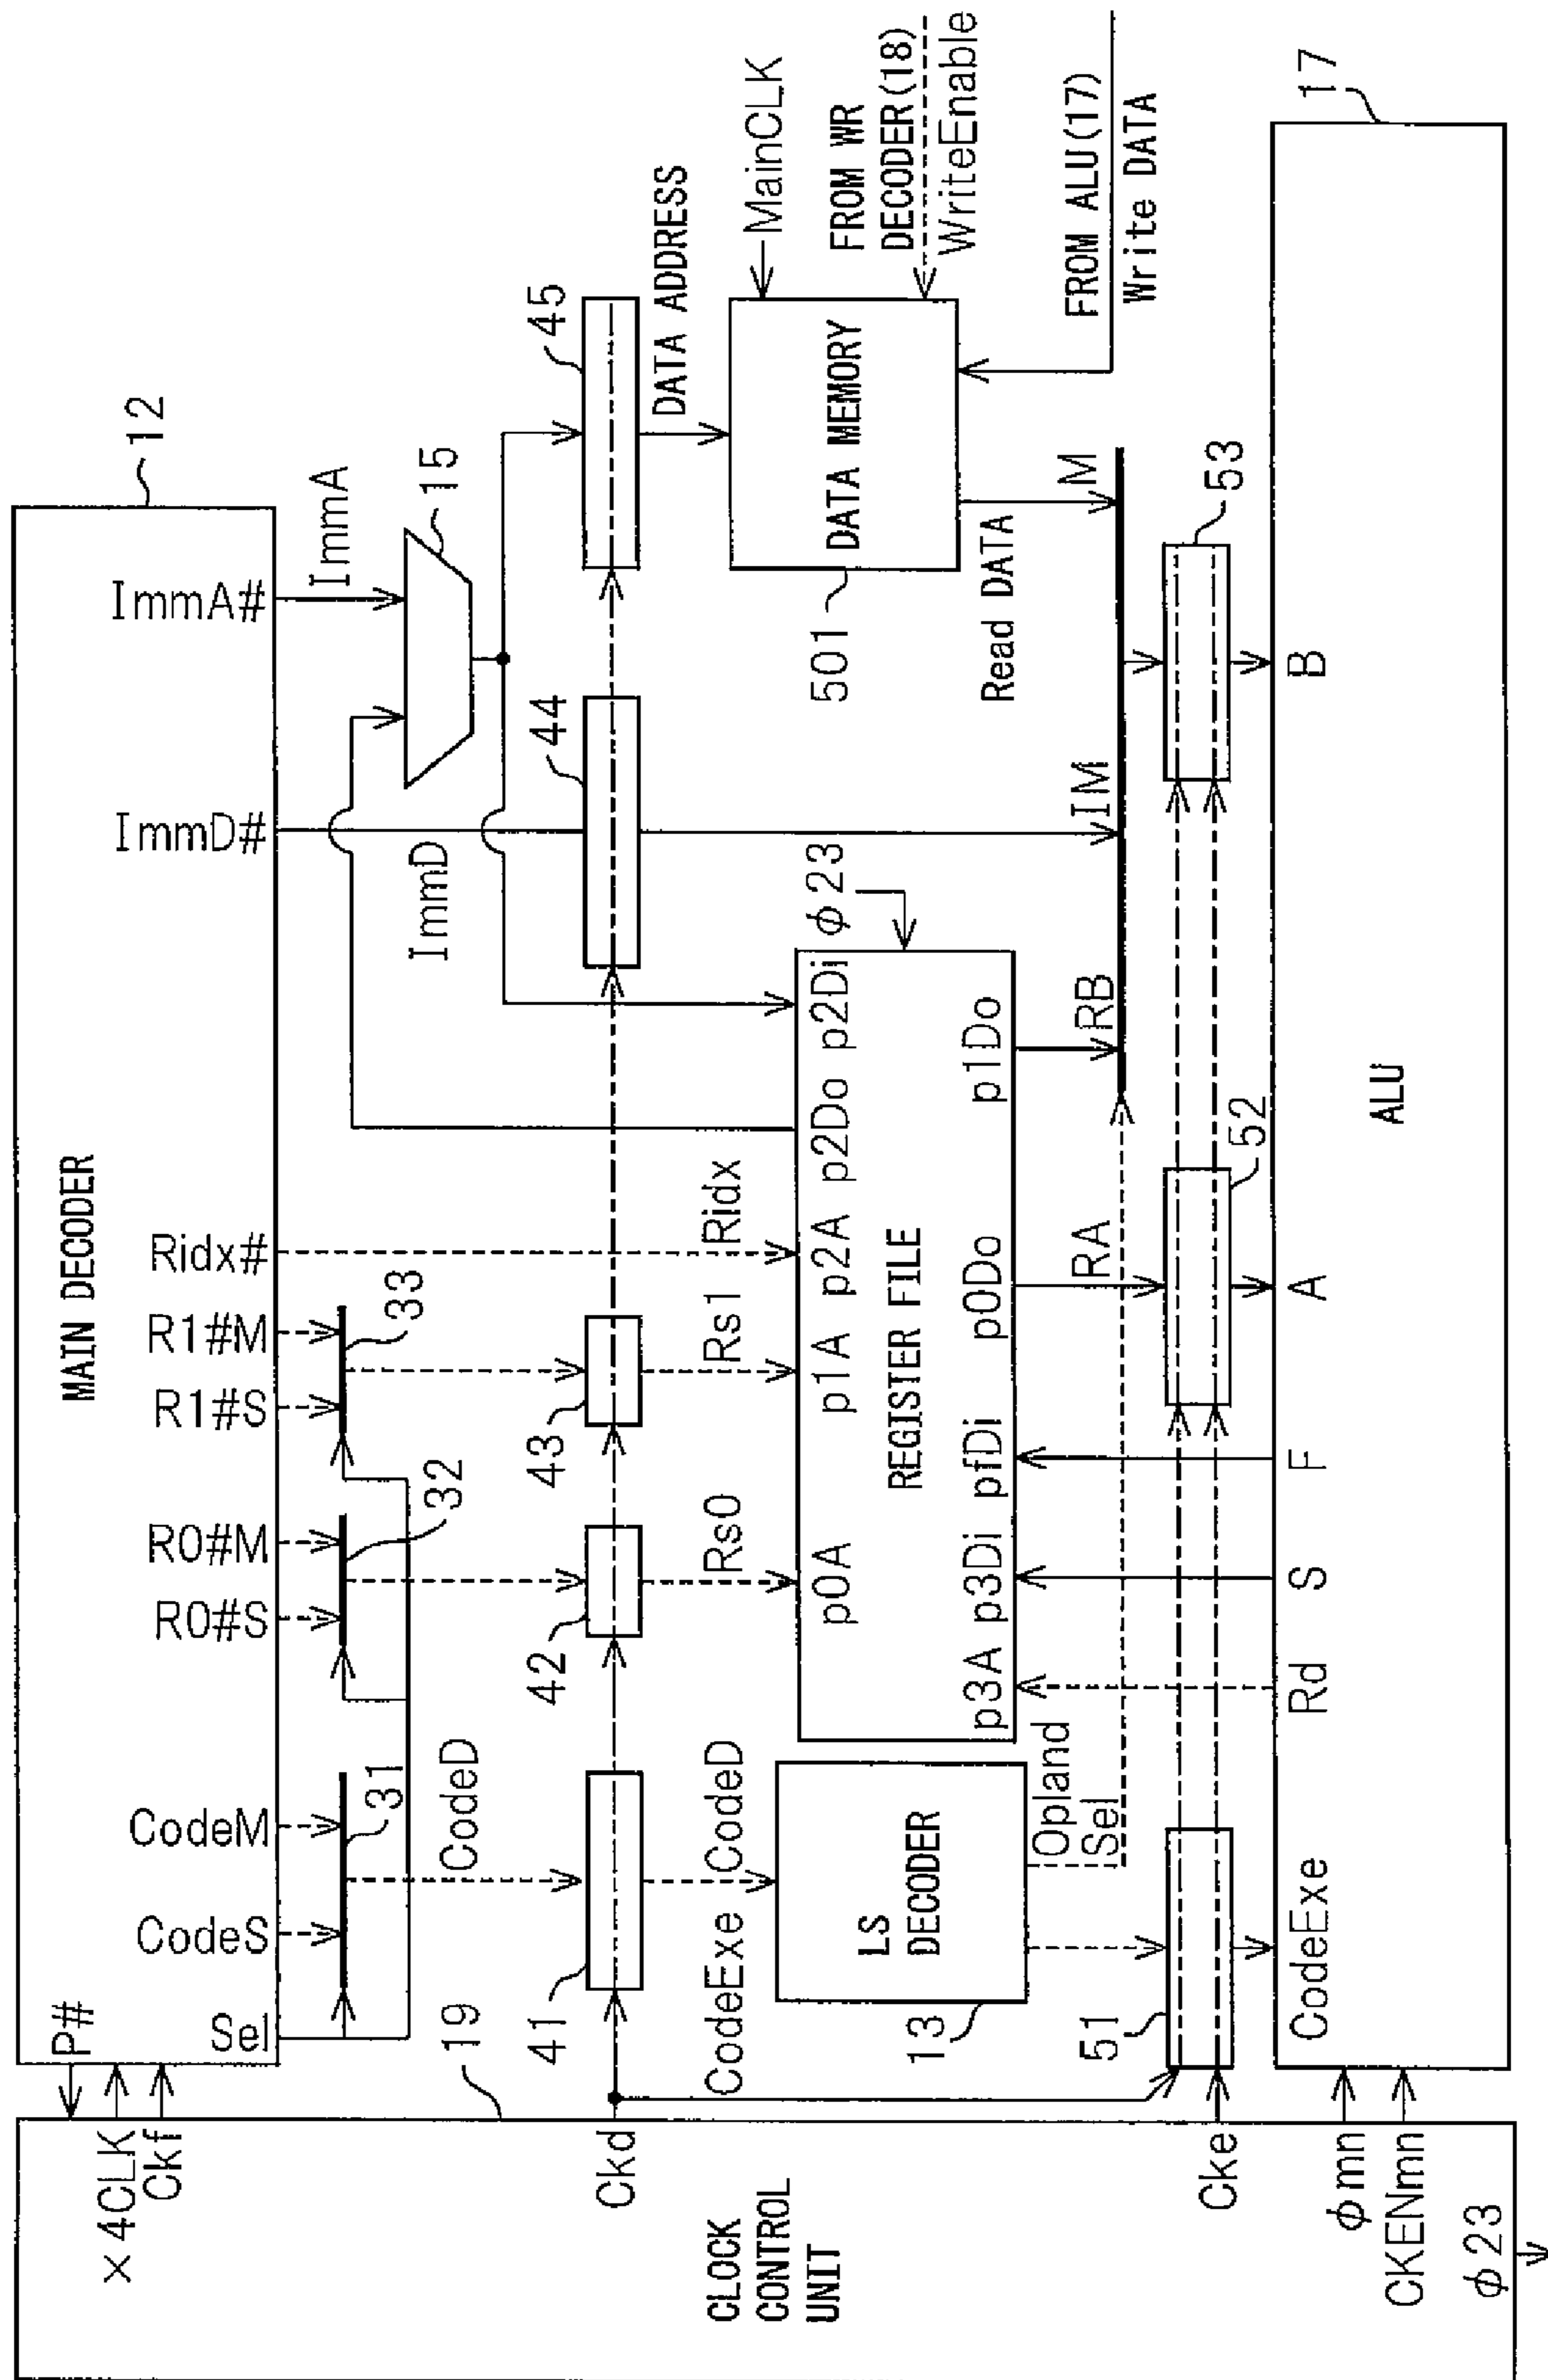 MAIN DECODER
12
P#
×4CLK
Ckf
Sel
CodeS
CodeM
R0#S
R0#M
R1#S
R1#M
Ridx#
ImmD#
ImmA#
19
31
32
33
ImmA
15
CodeD
ImmD
Ckd
41
42
43
44
45
CodeExe
CodeD
Rs0
Rs1
Ridx
DATA ADDRESS
MainCLK
CLOCK
CONTROL
UNIT
13
LS
DECODER
p0A
p1A
p2A
p2Do
p2Di
φ23
REGISTER FILE
p3A
p3Di
pfDi
p0Do
p1Do
501
DATA MEMORY
FROM WR
DECODER(18)
WriteEnable
Opland
Sel
RA
RB
IM
Read DATA
M
FROM ALU(17)
Write DATA
Cke
51
52
53
17
φmn
CKENmn
φ23
CodeExe
Rd
S
F
A
B
ALU